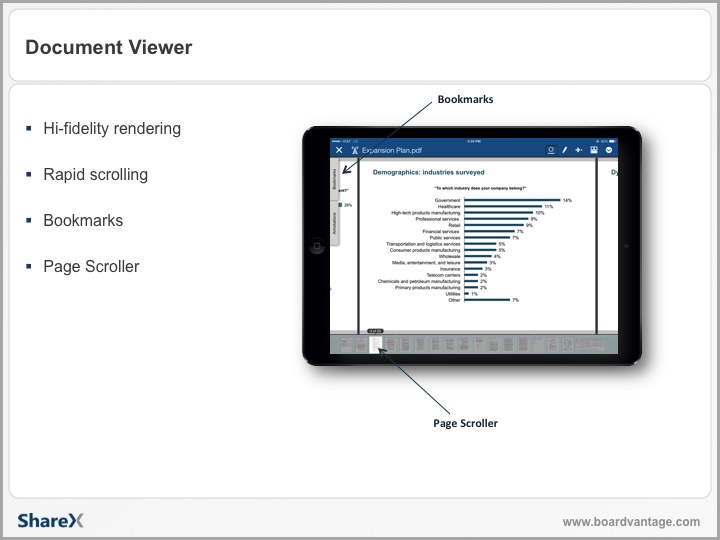 Document Viewer
Bookmarks
▪ Hi-fidelity rendering
▪ Rapid scrolling
▪ Bookmarks
▪ Page Scroller
Expansion Plan.pdf
Bookmarks
Annotations
Demographics: industries surveyed
"To which industry does your company belong?"
Government 14%
Healthcare 11%
High-tech products manufacturing 10%
Professional services 9%
Retail 9%
Financial services 7%
Public services 7%
Transportation and logistics services 5%
Consumer products manufacturing 5%
Wholesale 4%
Media, entertainment, and leisure 3%
Insurance 3%
Telecom carriers 2%
Chemicals and petroleum manufacturing 2%
Primary products manufacturing 2%
Utilities 1%
Other 7%
Page Scroller
ShareX
www.boardvantage.com